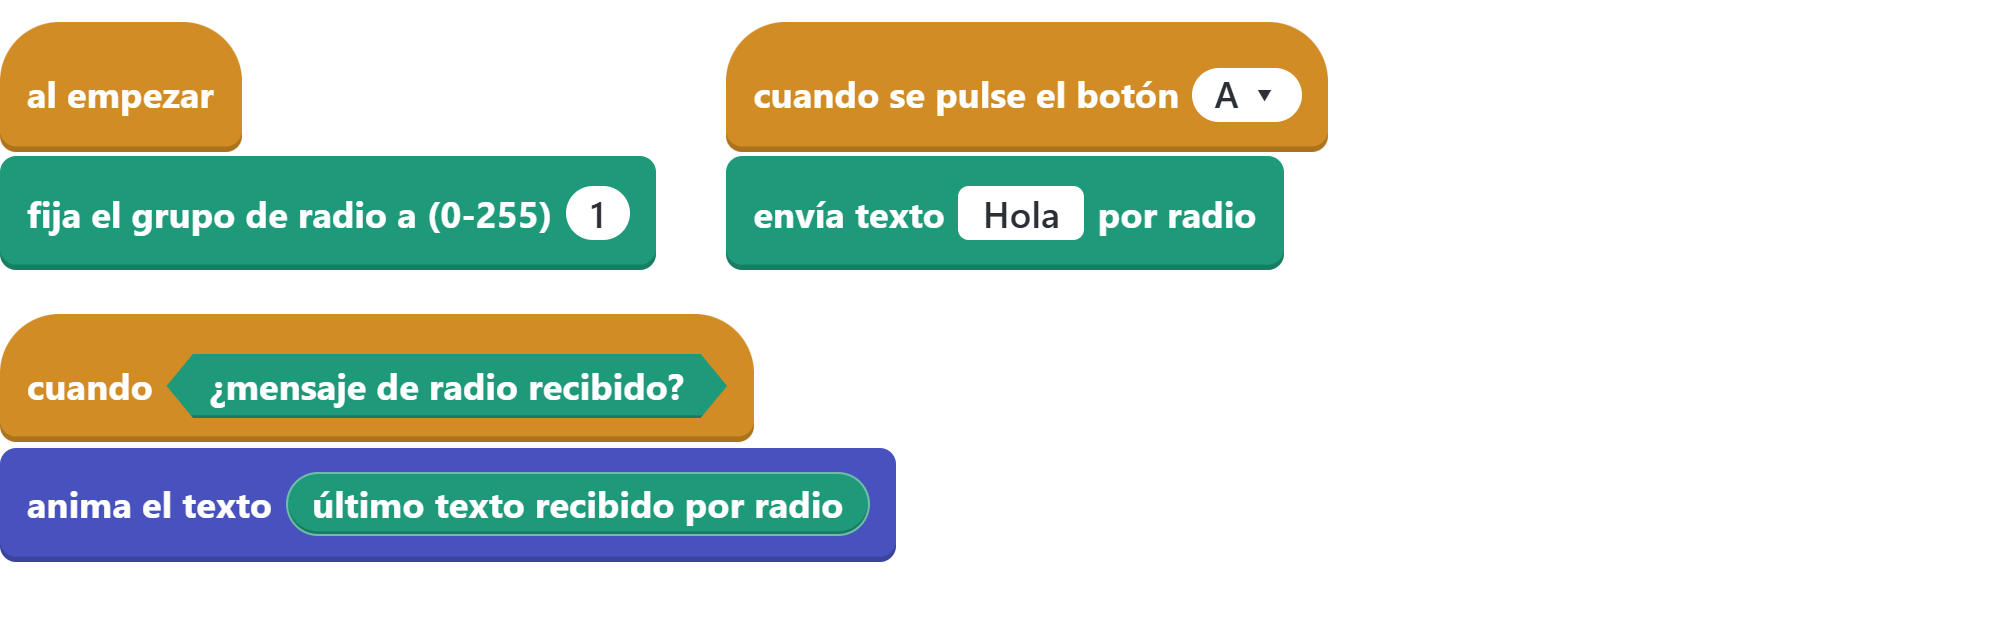 al empezar
cuando se pulse el botón A
fija el grupo de radio a (0-255) 1
envía texto Hola por radio
cuando ¿mensaje de radio recibido?
anima el texto último texto recibido por radio